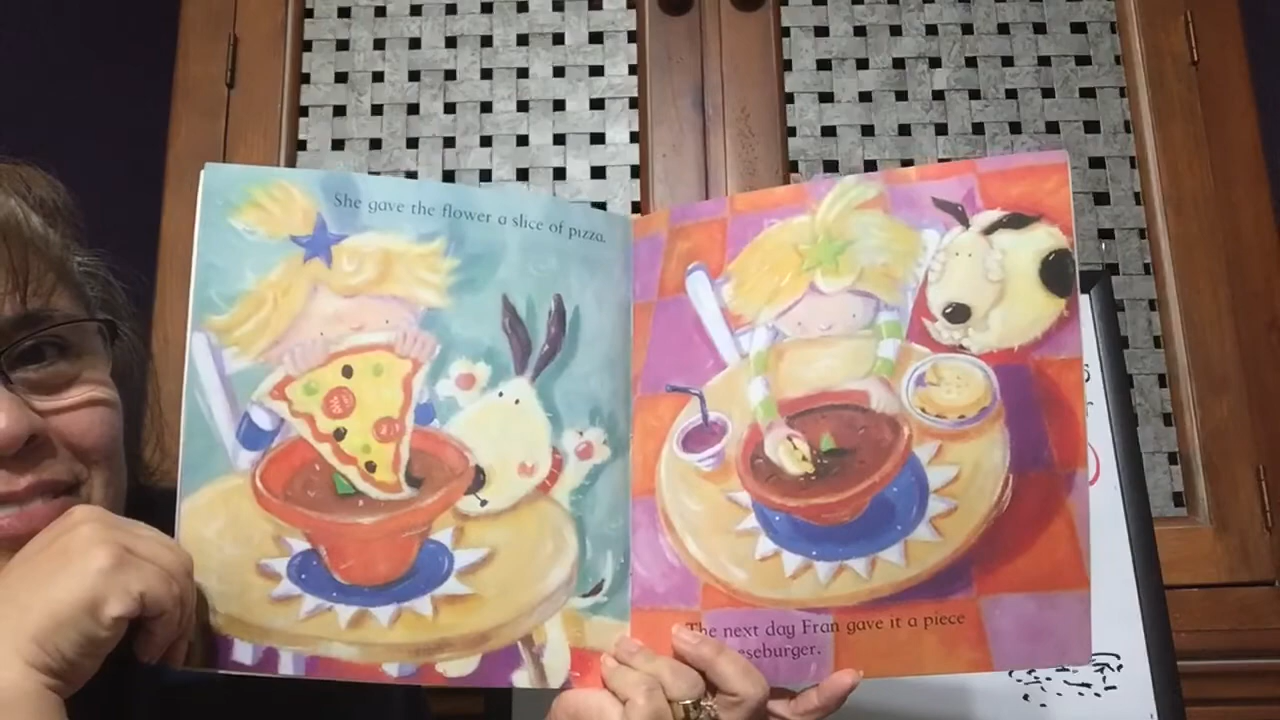 She gave the flower a slice of pizza.
The next day Fran gave it a piece
eseburger.